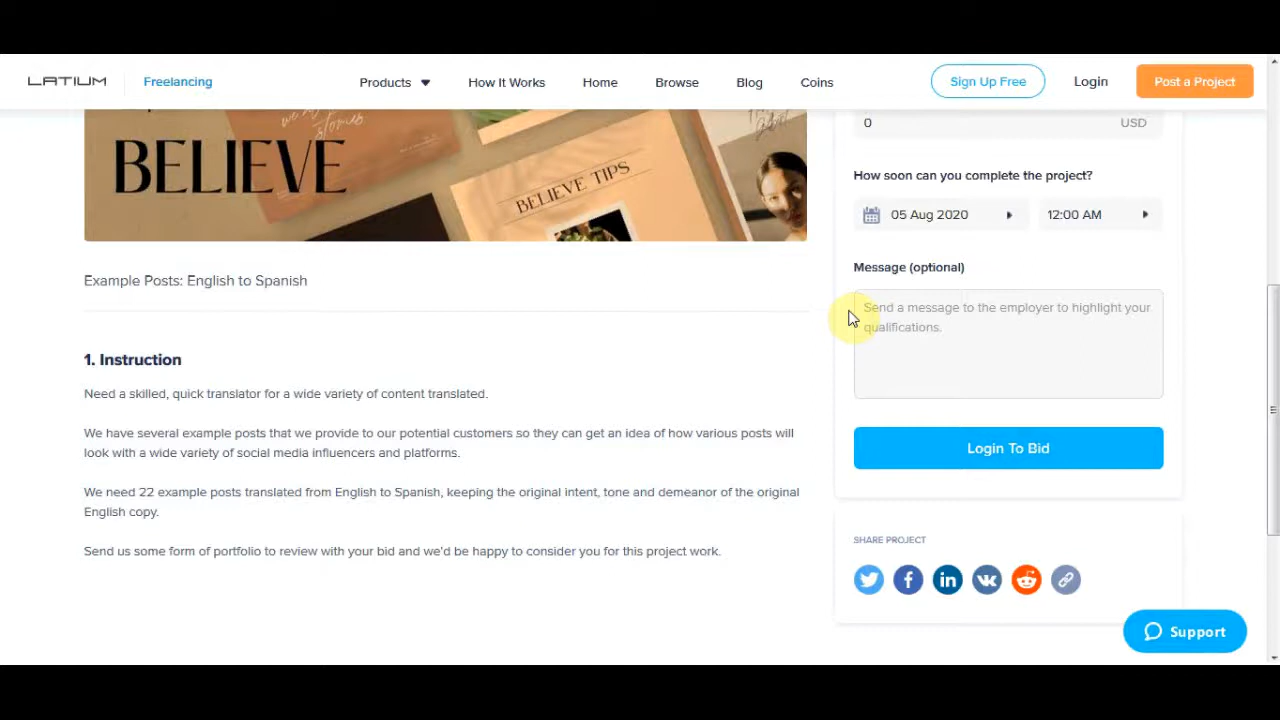 LATIUM
Freelancing
Products
How It Works
Home
Browse
Blog
Coins
Sign Up Free
Login
Post a Project
BELIEVE
BELIEVE TIPS
Example Posts: English to Spanish
1. Instruction
Need a skilled, quick translator for a wide variety of content translated.
We have several example posts that we provide to our potential customers so they can get an idea of how various posts will
look with a wide variety of social media influencers and platforms.
We need 22 example posts translated from English to Spanish, keeping the original intent, tone and demeanor of the original
English copy.
Send us some form of portfolio to review with your bid and we'd be happy to consider you for this project work.
0
USD
How soon can you complete the project?
05 Aug 2020
12:00 AM
Message (optional)
Send a message to the employer to highlight your
qualifications.
Login To Bid
SHARE PROJECT
Support